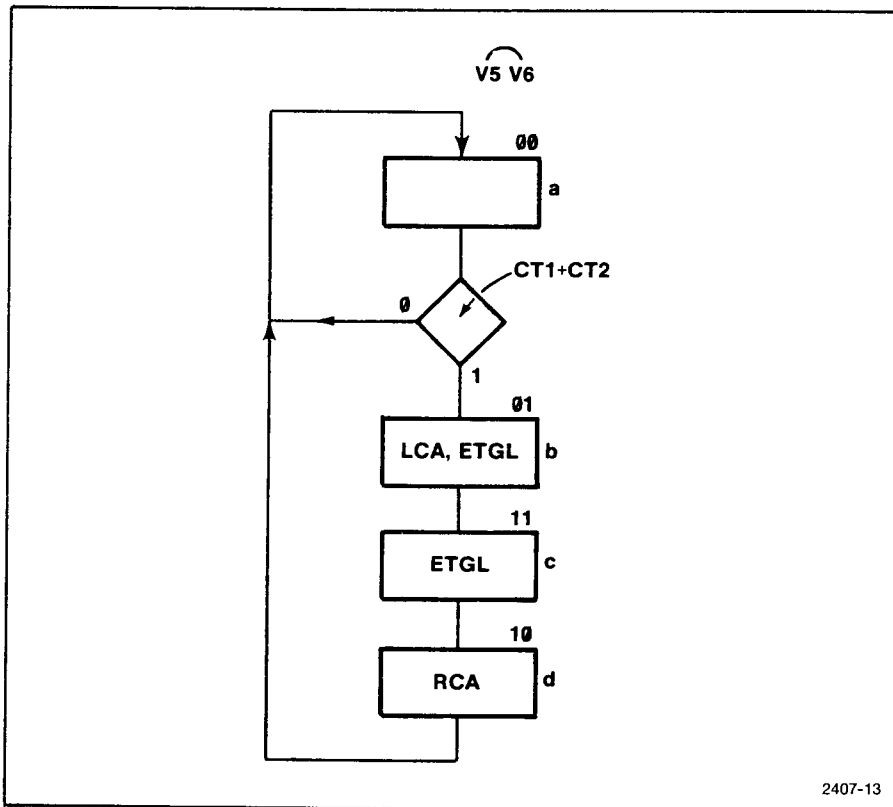 V5 V6
00
a
CT1+CT2
0
1
01
LCA, ETGL b
11
ETGL c
10
RCA d
2407-13